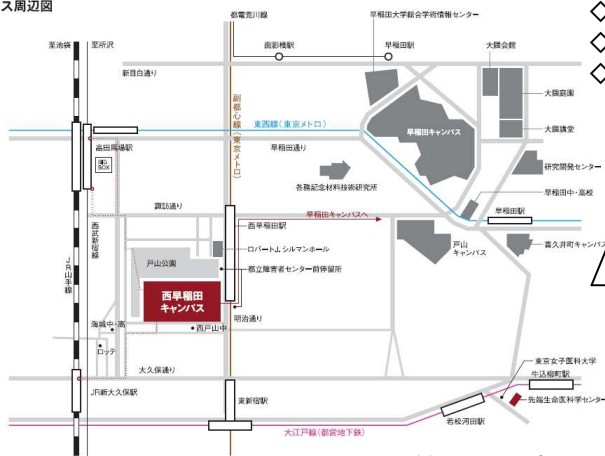 ス周辺図
都電荒川線
早稲田大学総合学術情報センター
至池袋
至所沢
面影橋駅
早稲田駅
大隈会館
新目白通り
大隈庭園
副都心線(東京メトロ)
東西線(東京メトロ)
早稲田キャンパス
大隈講堂
高田馬場駅
早稲田通り
BIG
BOX
研究開発センター
各務記念材料技術研究所
早稲田中・高校
諏訪通り
早稲田キャンパスへ
早稲田駅
西早稲田駅
西武新宿線
ロバートJ.シルマンホール
戸山
キャンパス
喜久井町キャンパス
戸山公園
都立障害者センター前停留所
JR山手線
西早稲田
キャンパス
明治通り
海城中・高
西戸山中
ロッテ
大久保通り
東京女子医科大学
牛込柳町駅
JR新大久保駅
先端生命医科学センター
東新宿駅
若松河田駅
大江戸線(都営地下鉄)